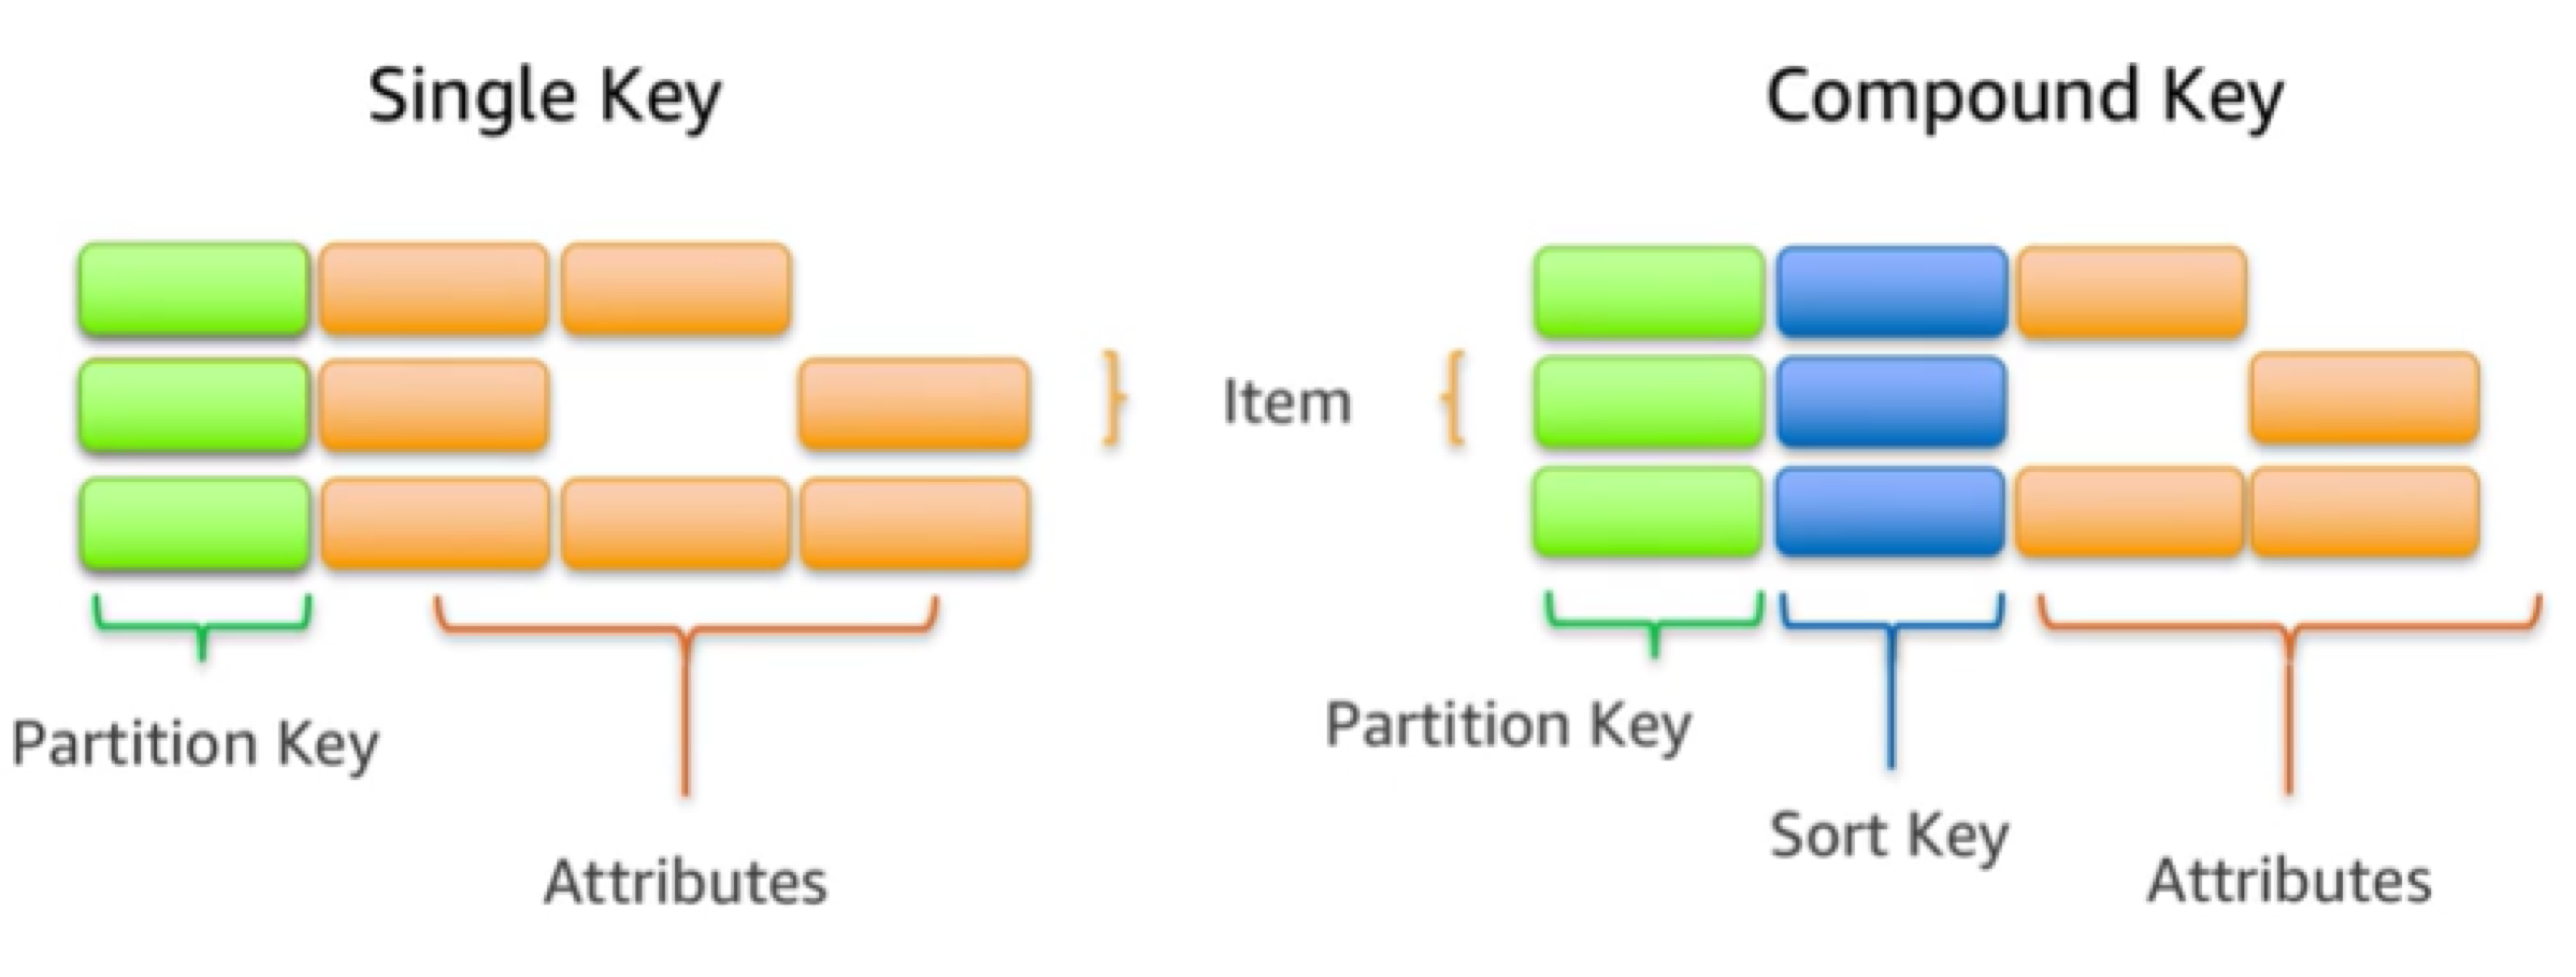 Single Key
Compound Key
Item
Partition Key
Attributes
Partition Key
Sort Key
Attributes